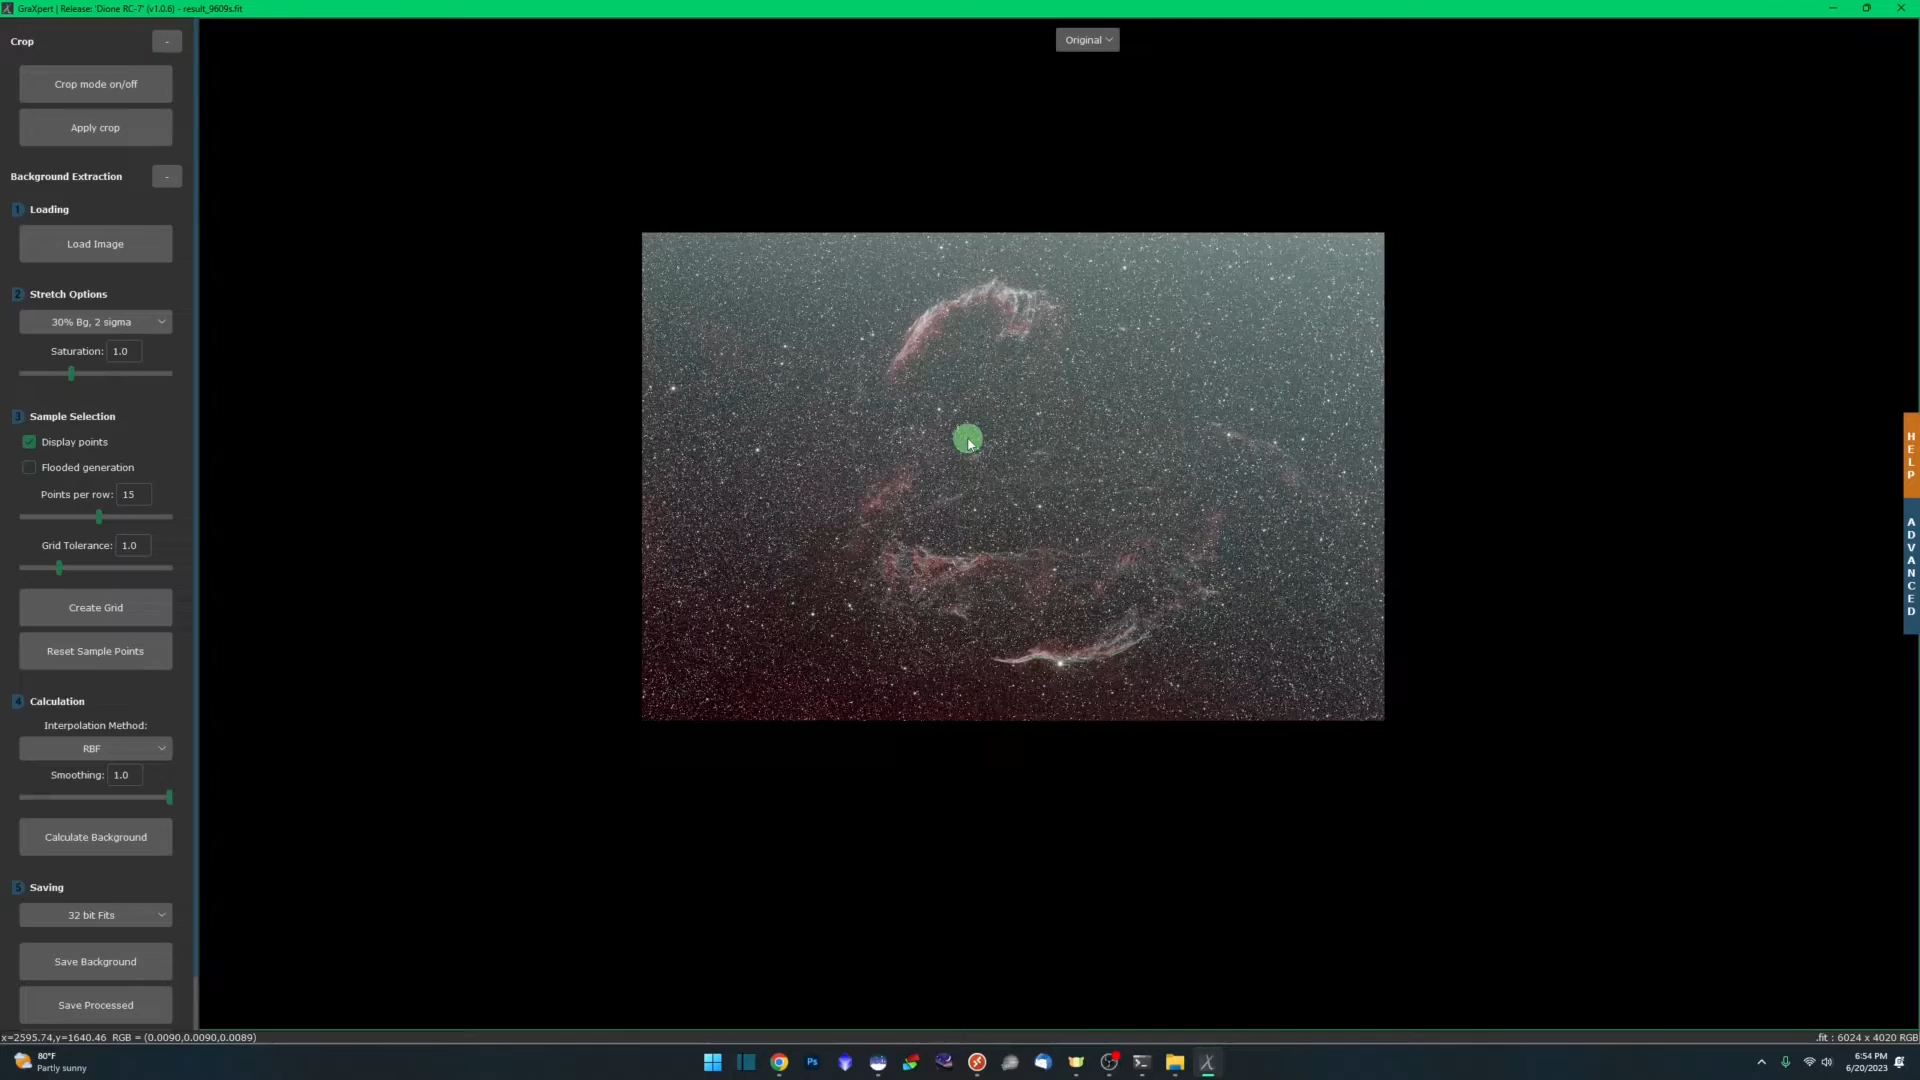 GraXpert | Release: 'Dione RC-7' (v1.0.6) - result_9609s.fit
Crop
-
Crop mode on/off
Apply crop
Background Extraction
-
1 Loading
Load Image
2 Stretch Options
30% Bg, 2 sigma
Saturation: 1.0
3 Sample Selection
Display points
Flooded generation
Points per row: 15
Grid Tolerance: 1.0
Create Grid
Reset Sample Points
4 Calculation
Interpolation Method:
RBF
Smoothing: 1.0
Calculate Background
5 Saving
32 bit Fits
Save Background
Save Processed
Original
HELP
ADVANCED
x=2595.74,y=1640.46 RGB = (0.0090,0.0090,0.0089)
.fit : 6024 x 4020 RGB
80°F
Partly sunny
Ps
6:54 PM
6/20/2023